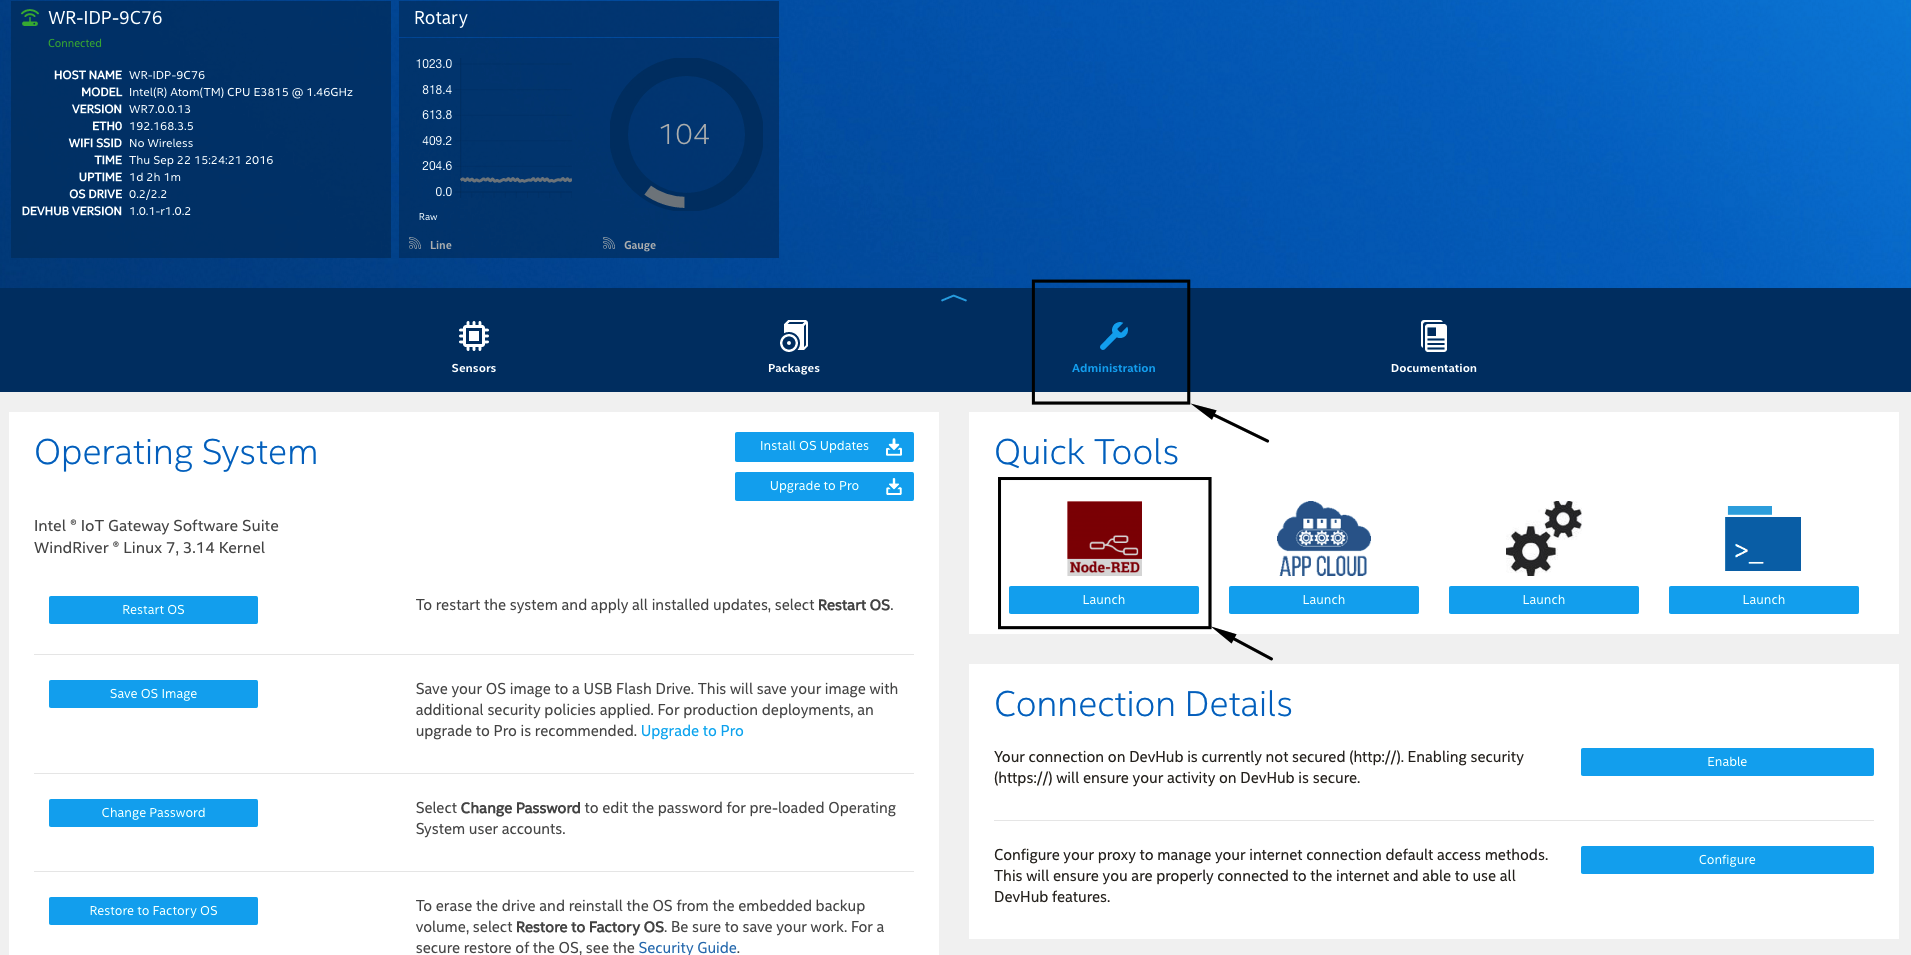 WR-IDP-9C76
Connected
HOST NAME WR-IDP-9C76
MODEL Intel(R) Atom(TM) CPU E3815 @ 1.46GHz
VERSION WR7.0.0.13
ETH0 192.168.3.5
WIFI SSID No Wireless
TIME Thu Sep 22 15:24:21 2016
UPTIME 1d 2h 1m
OS DRIVE 0.2/2.2
DEVHUB VERSION 1.0.1-r1.0.2
Rotary
1023.0
818.4
613.8
409.2
204.6
0.0
Raw
104
Line
Gauge
Sensors
Packages
Administration
Documentation
Operating System
Install OS Updates
Upgrade to Pro
Intel ® IoT Gateway Software Suite
WindRiver ® Linux 7, 3.14 Kernel
Restart OS
To restart the system and apply all installed updates, select Restart OS.
Save OS Image
Save your OS image to a USB Flash Drive. This will save your image with
additional security policies applied. For production deployments, an
upgrade to Pro is recommended. Upgrade to Pro
Change Password
Select Change Password to edit the password for pre-loaded Operating
System user accounts.
Restore to Factory OS
To erase the drive and reinstall the OS from the embedded backup
volume, select Restore to Factory OS. Be sure to save your work. For a
secure restore of the OS, see the Security Guide.
Quick Tools
Node-RED
APP CLOUD
>_
Launch
Launch
Launch
Launch
Connection Details
Your connection on DevHub is currently not secured (http://). Enabling security
(https://) will ensure your activity on DevHub is secure.
Enable
Configure your proxy to manage your internet connection default access methods.
This will ensure you are properly connected to the internet and able to use all
DevHub features.
Configure